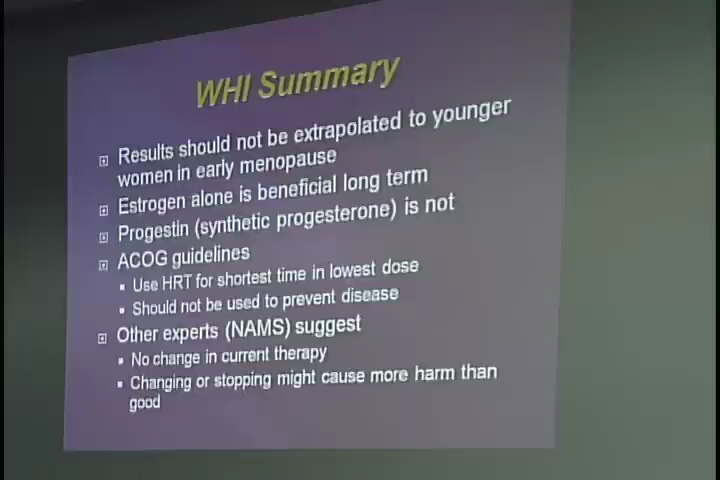 WHI Summary
Results should not be extrapolated to younger
women in early menopause
Estrogen alone is beneficial long term
Progestin (synthetic progesterone) is not
ACOG guidelines
Use HRT for shortest time in lowest dose
Should not be used to prevent disease
Other experts (NAMS) suggest
No change in current therapy
Changing or stopping might cause more harm than
good